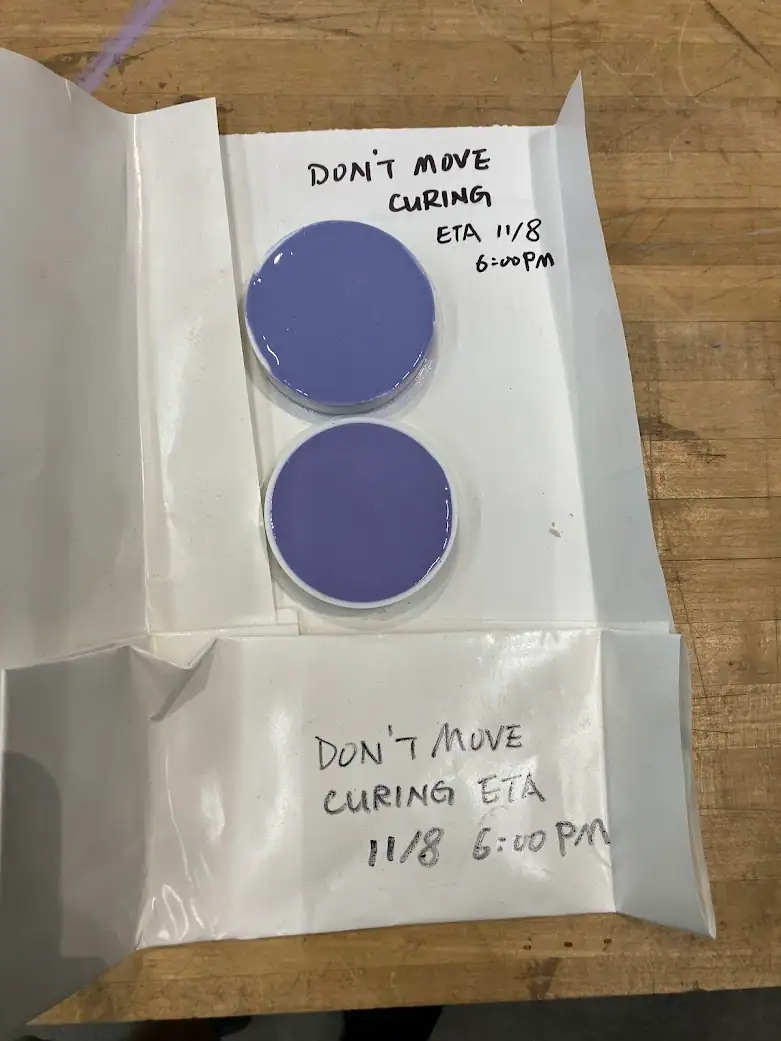 DON'T MOVE
CURING
ETA 11/8
6:00PM
DON'T MOVE
CURING ETA
11/8 6:00PM